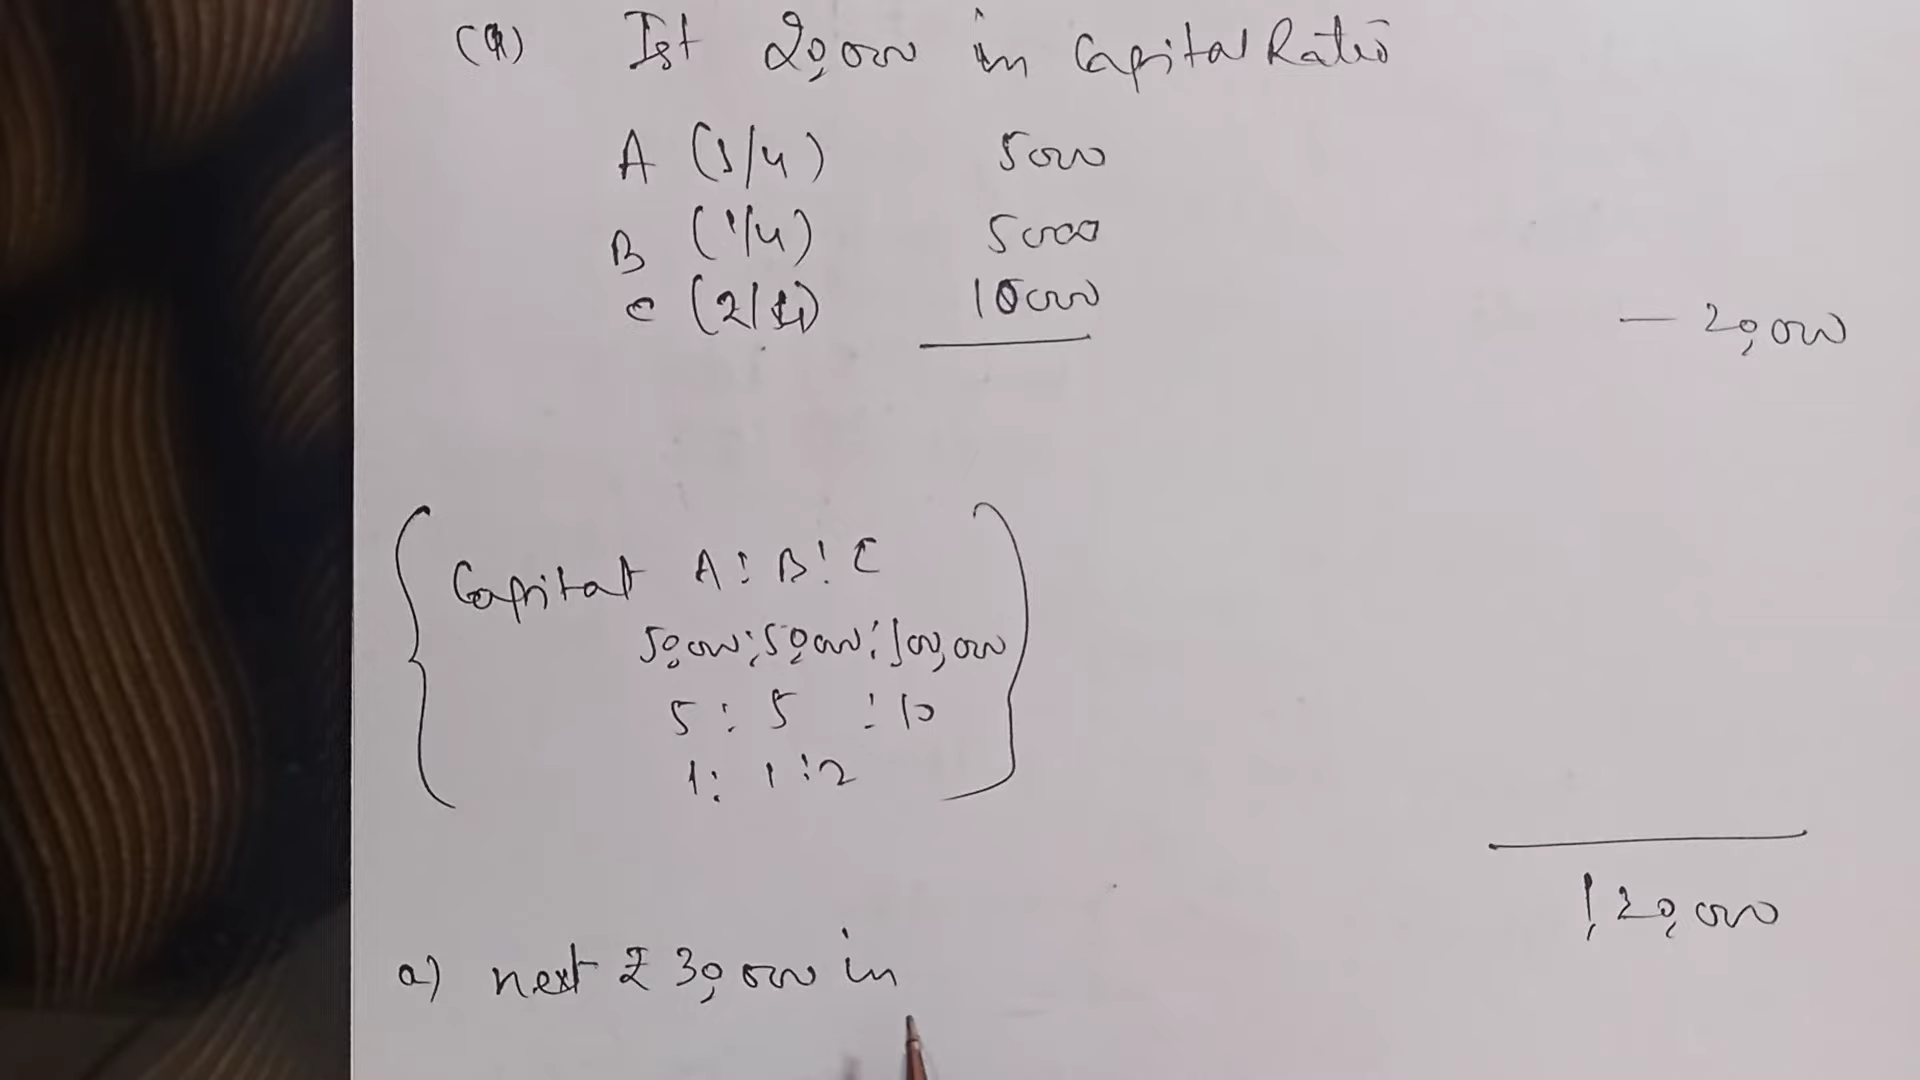 (a) Ist 20,000 in Capital Ratio
A (1/4) 5000
B (1/4) 5000
C (2/4) 10000
— 20,000
Capital A : B : C
50,000 : 50,000 : 100,000
5 : 5 : 10
1 : 1 : 2
1,20,000
a) next ₹ 30,000 in